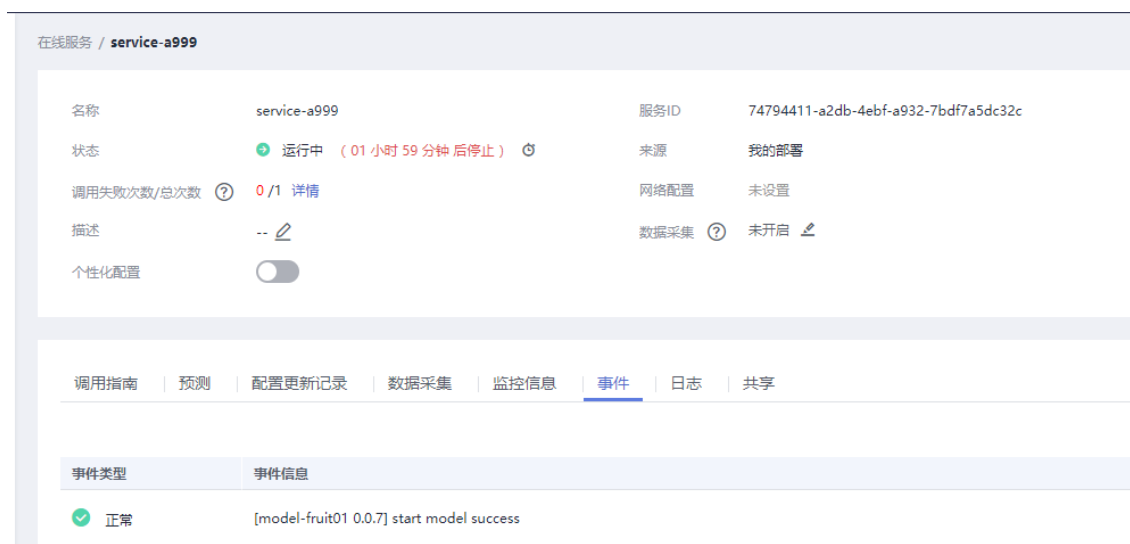 在线服务 / service-a999
名称 service-a999 服务ID 74794411-a2db-4ebf-a932-7bdf7a5dc32c
状态 运行中 （01 小时 59 分钟 后停止） 来源 我的部署
调用失败次数/总次数 ? 0 /1 详情 网络配置 未设置
描述 -- 数据采集 ? 未开启
个性化配置
调用指南 预测 配置更新记录 数据采集 监控信息 事件 日志 共享
事件类型 事件信息
正常 [model-fruit01 0.0.7] start model success